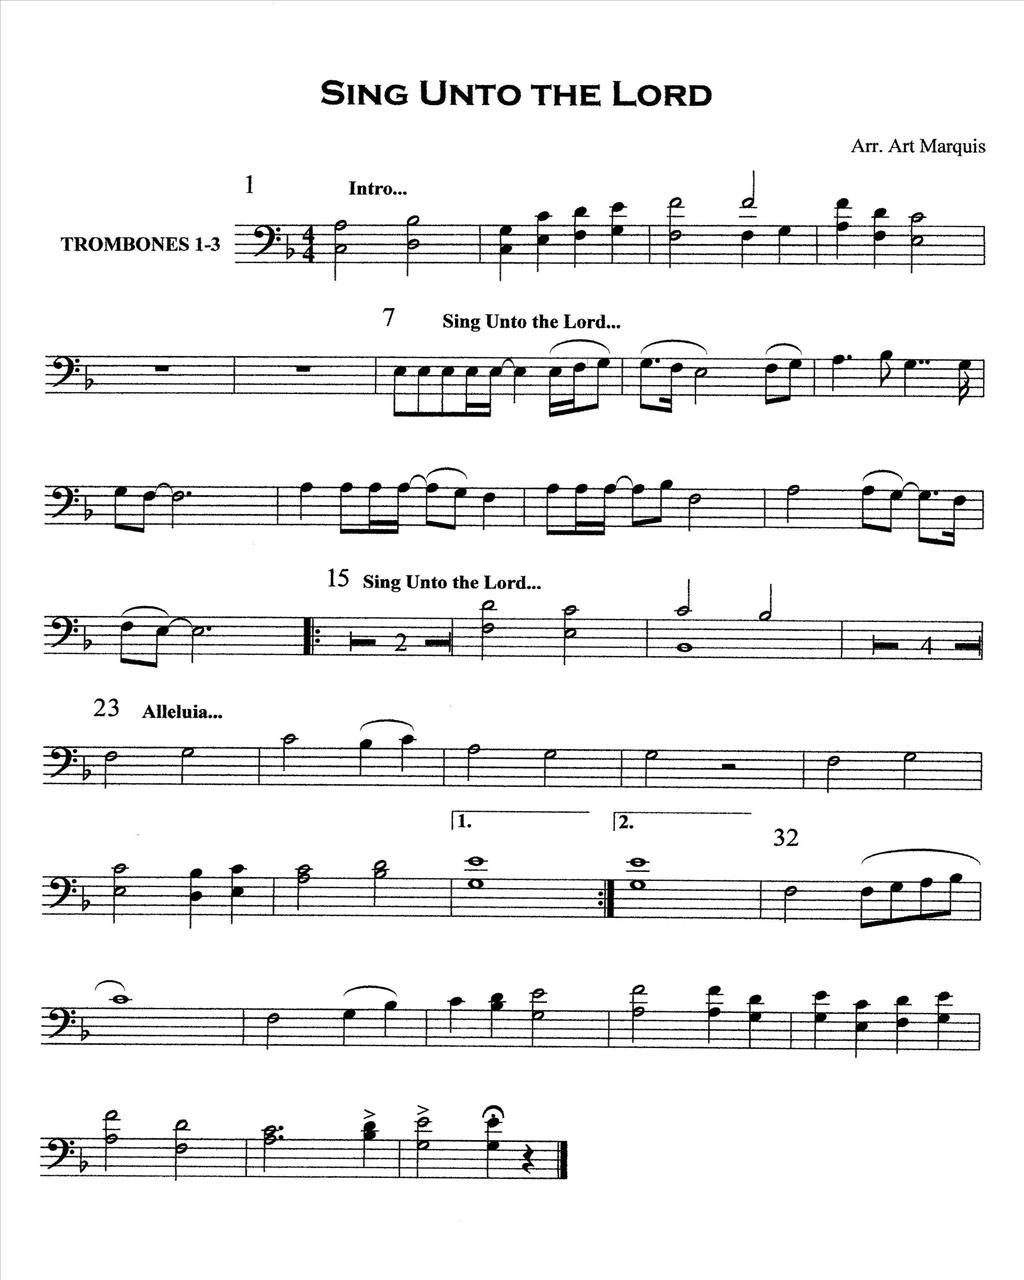 SING UNTO THE LORD
Arr. Art Marquis
1 Intro...
TROMBONES 1-3
4
4
7 Sing Unto the Lord...
15 Sing Unto the Lord...
2 4
23 Alleluia...
1. 2. 32